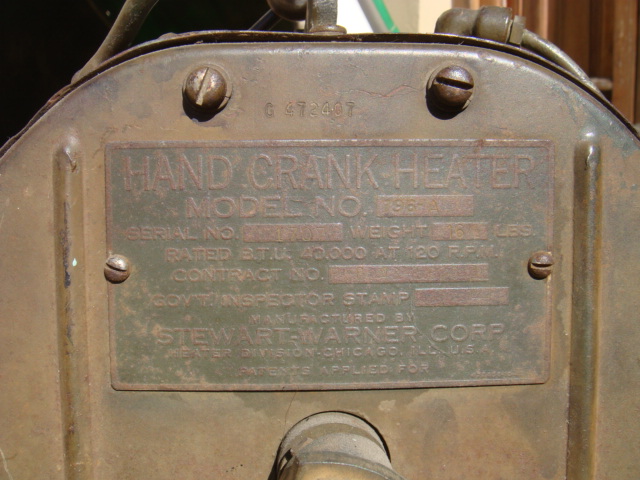 C 472407
HAND CRANK HEATER
MODEL NO.
SERIAL NO. WEIGHT LBS.
RATED B.T.U. 40,000 AT 120 R.P.M.
CONTRACT NO.
GOV'T. INSPECTOR STAMP
MANUFACTURED BY
STEWART-WARNER CORP.
HEATER DIVISION-CHICAGO, ILL. U.S.A.
PATENTS APPLIED FOR